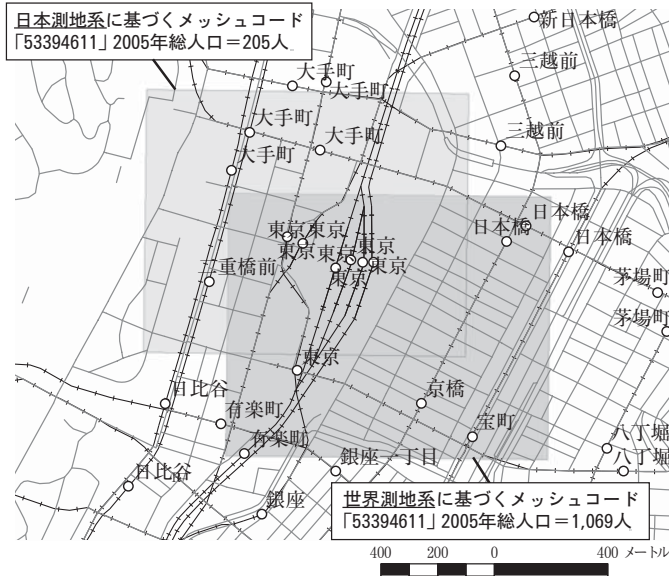 日本測地系に基づくメッシュコード
「53394611」2005年総人口＝205人
新日本橋
三越前
大手町
大手町
大手町
大手町
三越前
大手町
日本橋
東京
東京
日本橋
日本橋
東京
東京
東京
東京
東京
二重橋前
茅場町
茅場町
東京
日比谷
京橋
有楽町
宝町
有楽町
八丁堀
八丁堀
銀座一丁目
日比谷
銀座
世界測地系に基づくメッシュコード
「53394611」2005年総人口＝1,069人
400 200 0 400 メートル